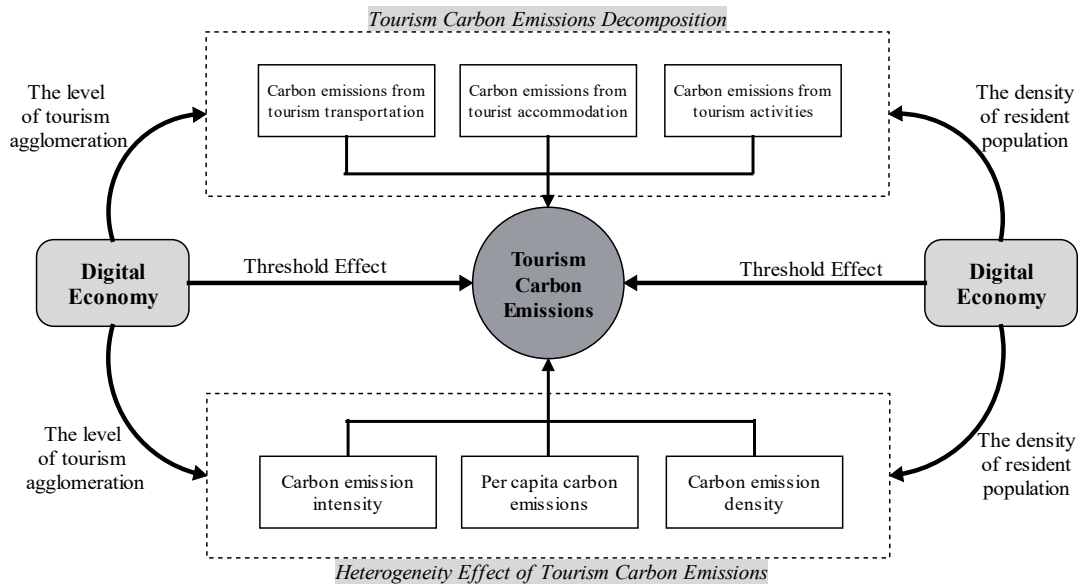 Tourism Carbon Emissions Decomposition
The level
of tourism
agglomeration
Carbon emissions from
tourism transportation
Carbon emissions from
tourist accommodation
Carbon emissions from
tourism activities
The density
of resident
population
Digital
Economy
Threshold Effect
Tourism
Carbon
Emissions
Threshold Effect
Digital
Economy
The level
of tourism
agglomeration
Carbon emission
intensity
Per capita carbon
emissions
Carbon emission
density
The density
of resident
population
Heterogeneity Effect of Tourism Carbon Emissions